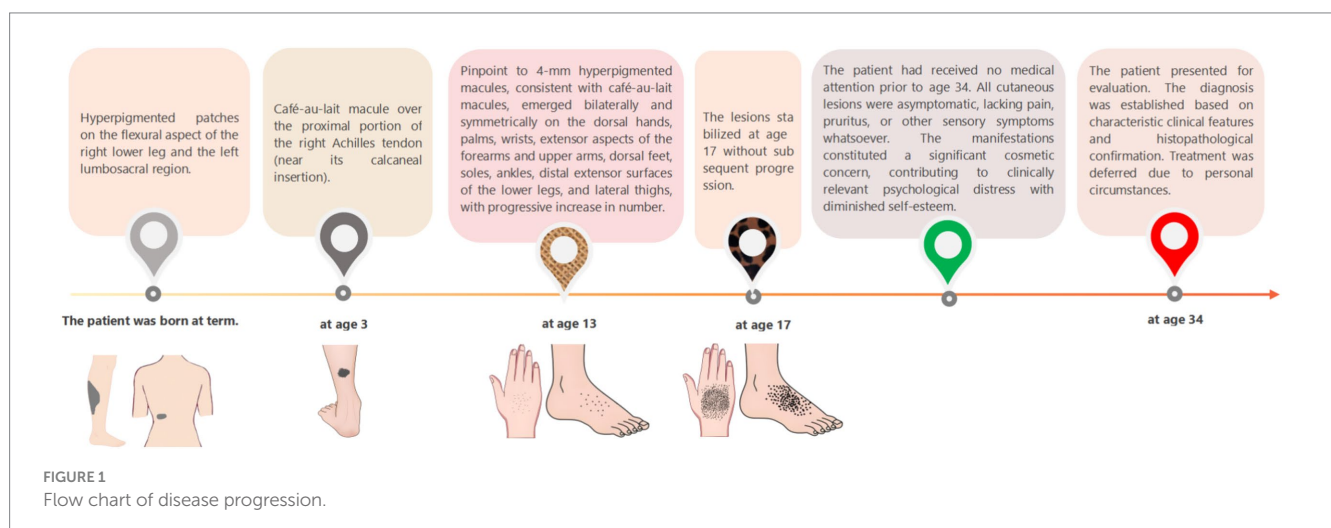 Hyperpigmented patches
on the flexural aspect of the
right lower leg and the left
lumbosacral region.
Café-au-lait macule over
the proximal portion of
the right Achilles tendon
(near its calcaneal
insertion).
Pinpoint to 4-mm hyperpigmented
macules, consistent with café-au-lait
macules, emerged bilaterally and
symmetrically on the dorsal hands,
palms, wrists, extensor aspects of the
forearms and upper arms, dorsal feet,
soles, ankles, distal extensor surfaces
of the lower legs, and lateral thighs,
with progressive increase in number.
The lesions sta
bilized at age
17 without sub
sequent progre
ssion.
The patient had received no medical
attention prior to age 34. All cutaneous
lesions were asymptomatic, lacking pain,
pruritus, or other sensory symptoms
whatsoever. The manifestations
constituted a significant cosmetic
concern, contributing to clinically
relevant psychological distress with
diminished self-esteem.
The patient presented for
evaluation. The diagnosis
was established based on
characteristic clinical features
and histopathological
confirmation. Treatment was
deferred due to personal
circumstances.
The patient was born at term.
at age 3
at age 13
at age 17
at age 34
FIGURE 1
Flow chart of disease progression.